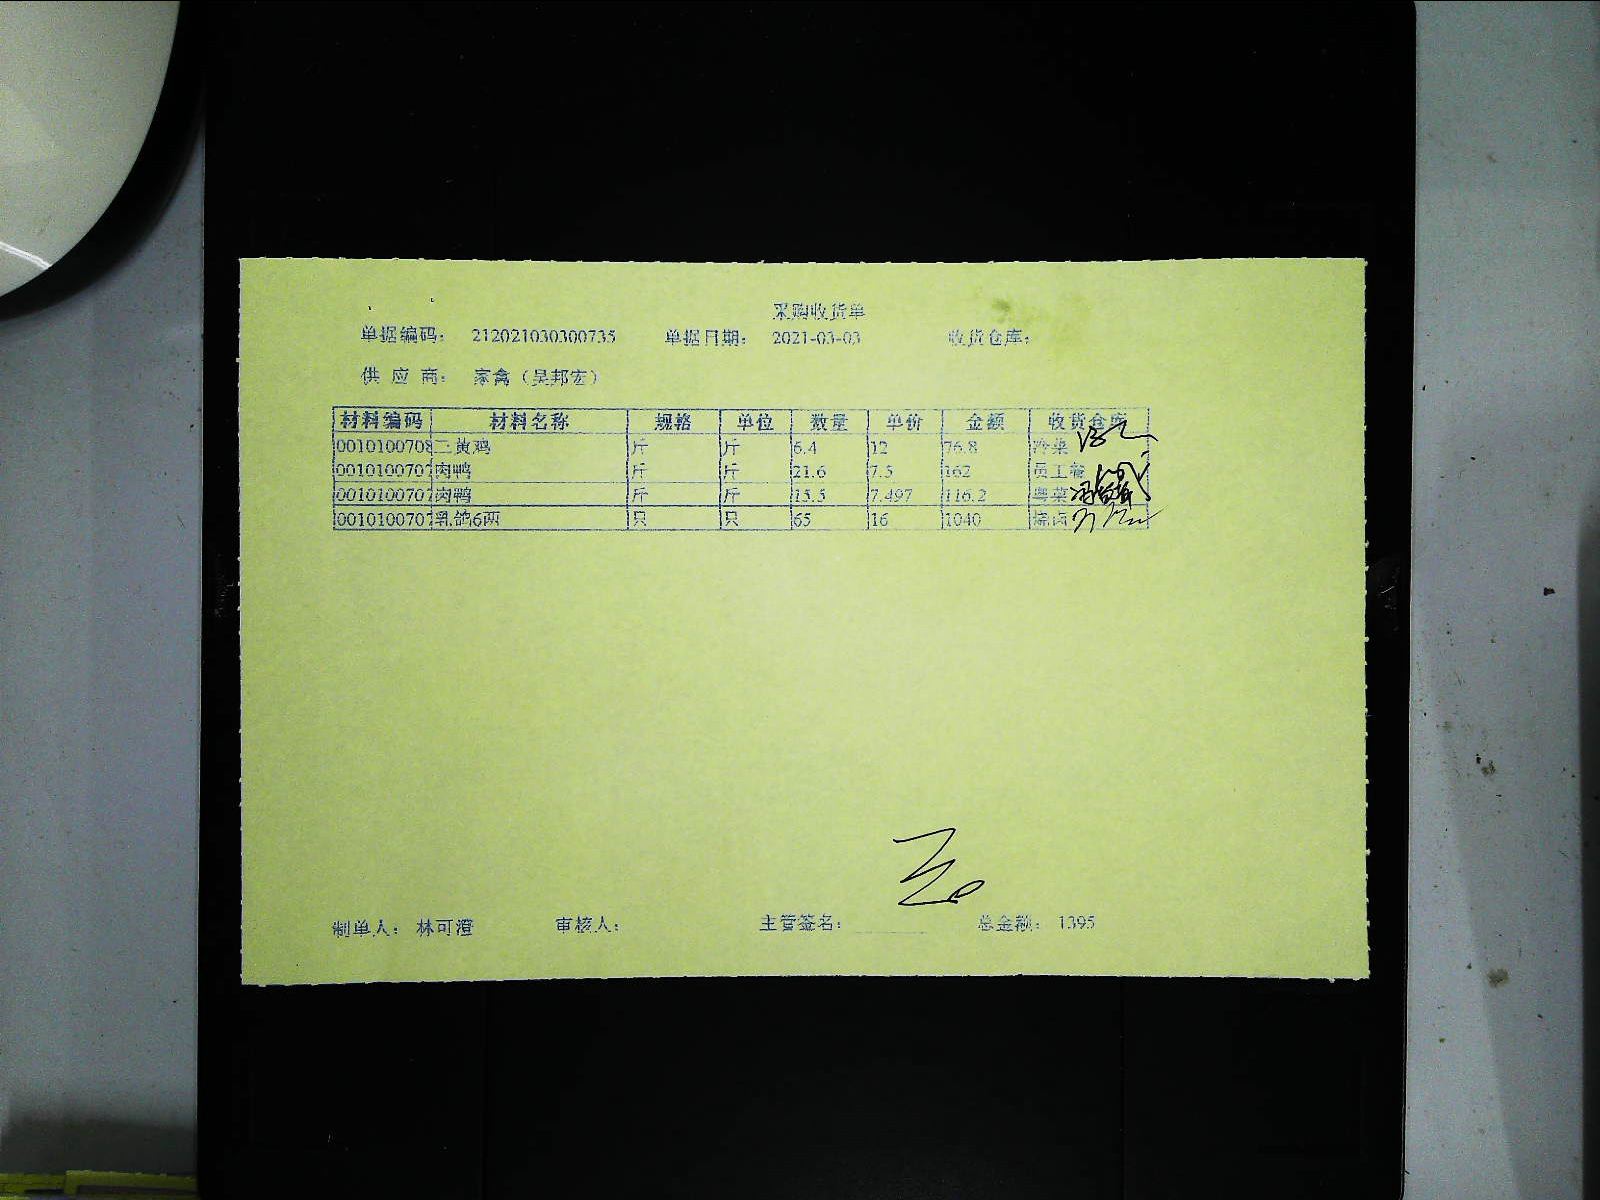 采购收货单
单据编码： 212021030300735 单据日期： 2021-03-03 收货仓库：
供 应 商： 家禽（吴邦宏）
材料编码 材料名称 规格 单位 数量 单价 金额 收货仓库
0010100708 三黄鸡 斤 斤 6.4 12 76.8 冷菜
001010070 肉鸭 斤 斤 21.6 7.5 162 员工餐
0010100707 肉鸭 斤 斤 15.5 7.497 116.2 粤菜
0010100707 乳鸽6两 只 只 65 16 1040 烧卤
制单人： 林可澄 审核人： 主管签名： 总金额： 1395